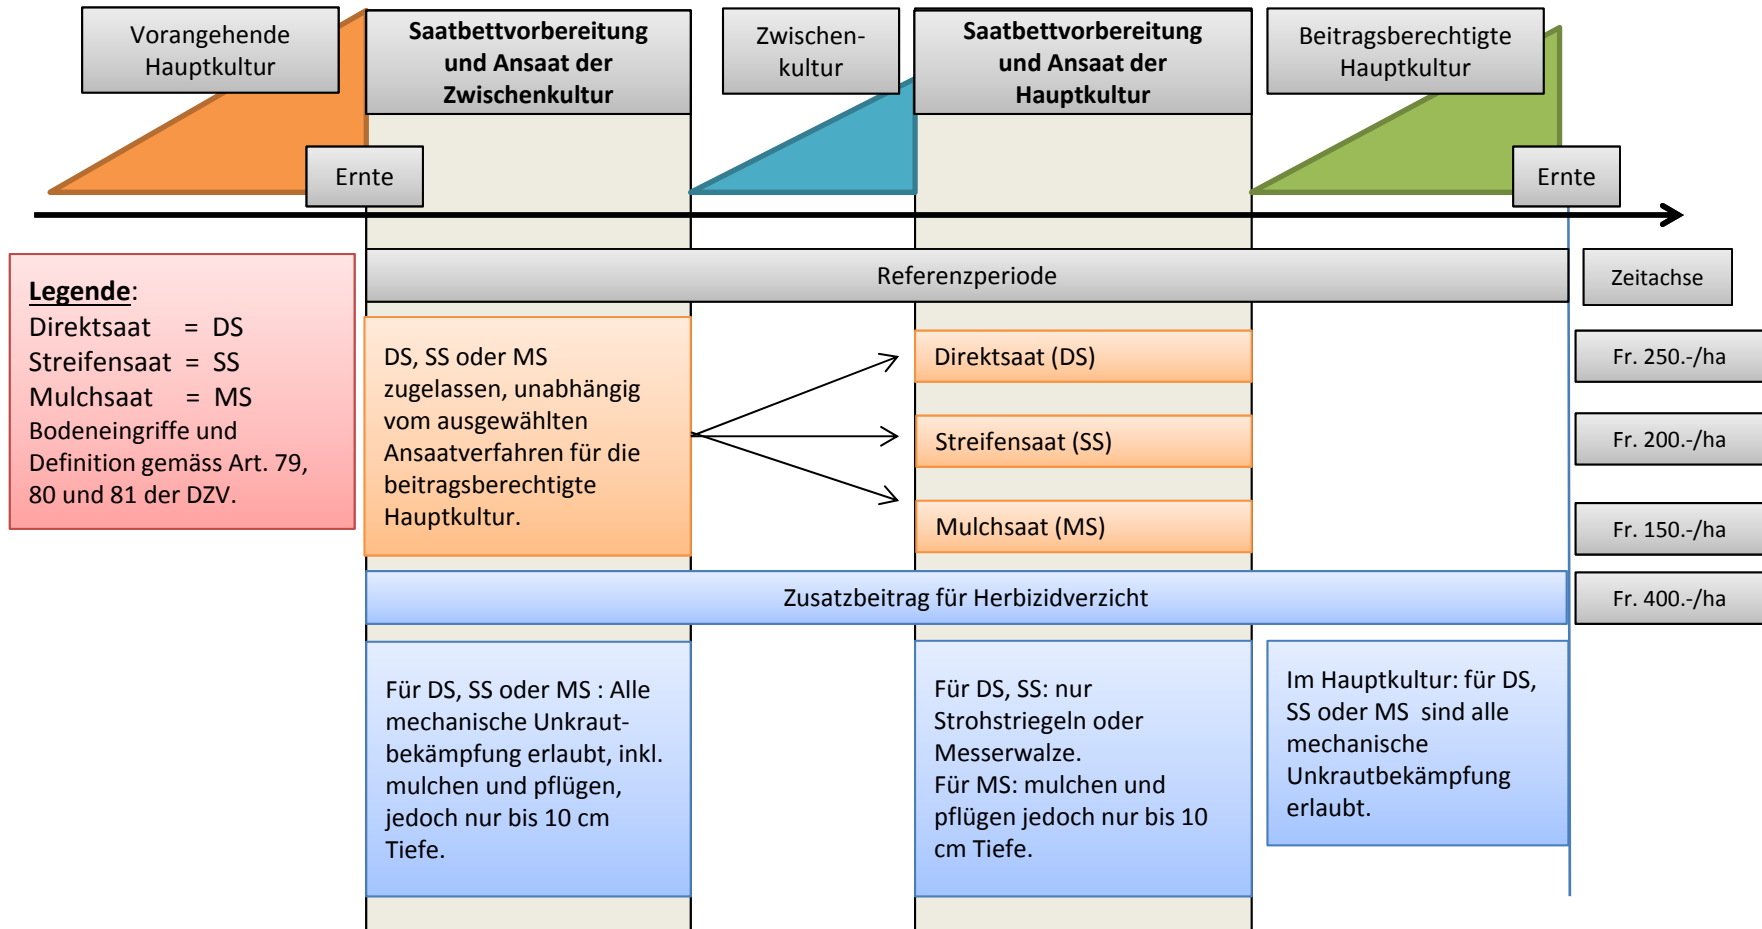 Vorangehende
Hauptkultur
Saatbettvorbereitung
und Ansaat der
Zwischenkultur
Zwischen-
kultur
Saatbettvorbereitung
und Ansaat der
Hauptkultur
Beitragsberechtigte
Hauptkultur
Ernte
Ernte
Referenzperiode
Zeitachse
Legende:
Direktsaat = DS
Streifensaat = SS
Mulchsaat = MS
Bodeneingriffe und
Definition gemäss Art. 79,
80 und 81 der DZV.
DS, SS oder MS
zugelassen, unabhängig
vom ausgewählten
Ansaatverfahren für die
beitragsberechtigte
Hauptkultur.
Direktsaat (DS)
Fr. 250.-/ha
Streifensaat (SS)
Fr. 200.-/ha
Mulchsaat (MS)
Fr. 150.-/ha
Zusatzbeitrag für Herbizidverzicht
Fr. 400.-/ha
Für DS, SS oder MS : Alle
mechanische Unkraut-
bekämpfung erlaubt, inkl.
mulchen und pflügen,
jedoch nur bis 10 cm
Tiefe.
Für DS, SS: nur
Strohstriegeln oder
Messerwalze.
Für MS: mulchen und
pflügen jedoch nur bis 10
cm Tiefe.
Im Hauptkultur: für DS,
SS oder MS sind alle
mechanische
Unkrautbekämpfung
erlaubt.